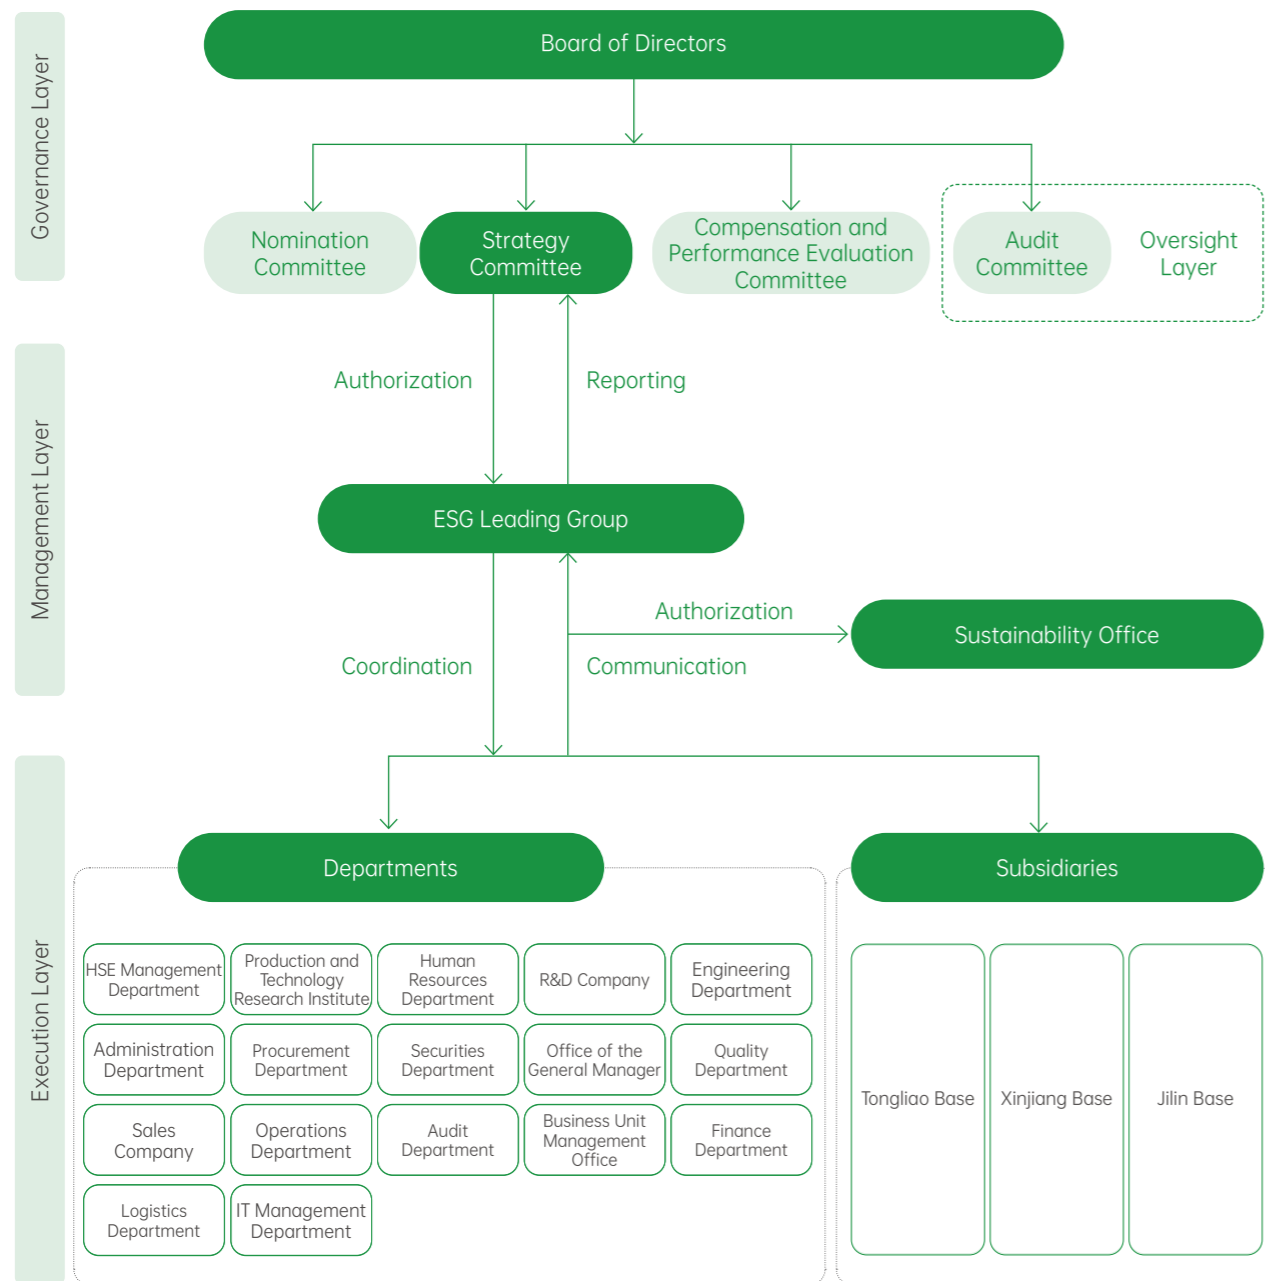 Governance Layer
Board of Directors
Nomination
Committee
Strategy
Committee
Compensation and
Performance Evaluation
Committee
Audit
Committee
Oversight
Layer
Management Layer
Authorization
Reporting
ESG Leading Group
Authorization
Sustainability Office
Coordination
Communication
Execution Layer
Departments
Subsidiaries
HSE Management
Department
Production and
Technology
Research Institute
Human
Resources
Department
R&D Company
Engineering
Department
Administration
Department
Procurement
Department
Securities
Department
Office of the
General Manager
Quality
Department
Sales
Company
Operations
Department
Audit
Department
Business Unit
Management
Office
Finance
Department
Logistics
Department
IT Management
Department
Tongliao Base
Xinjiang Base
Jilin Base